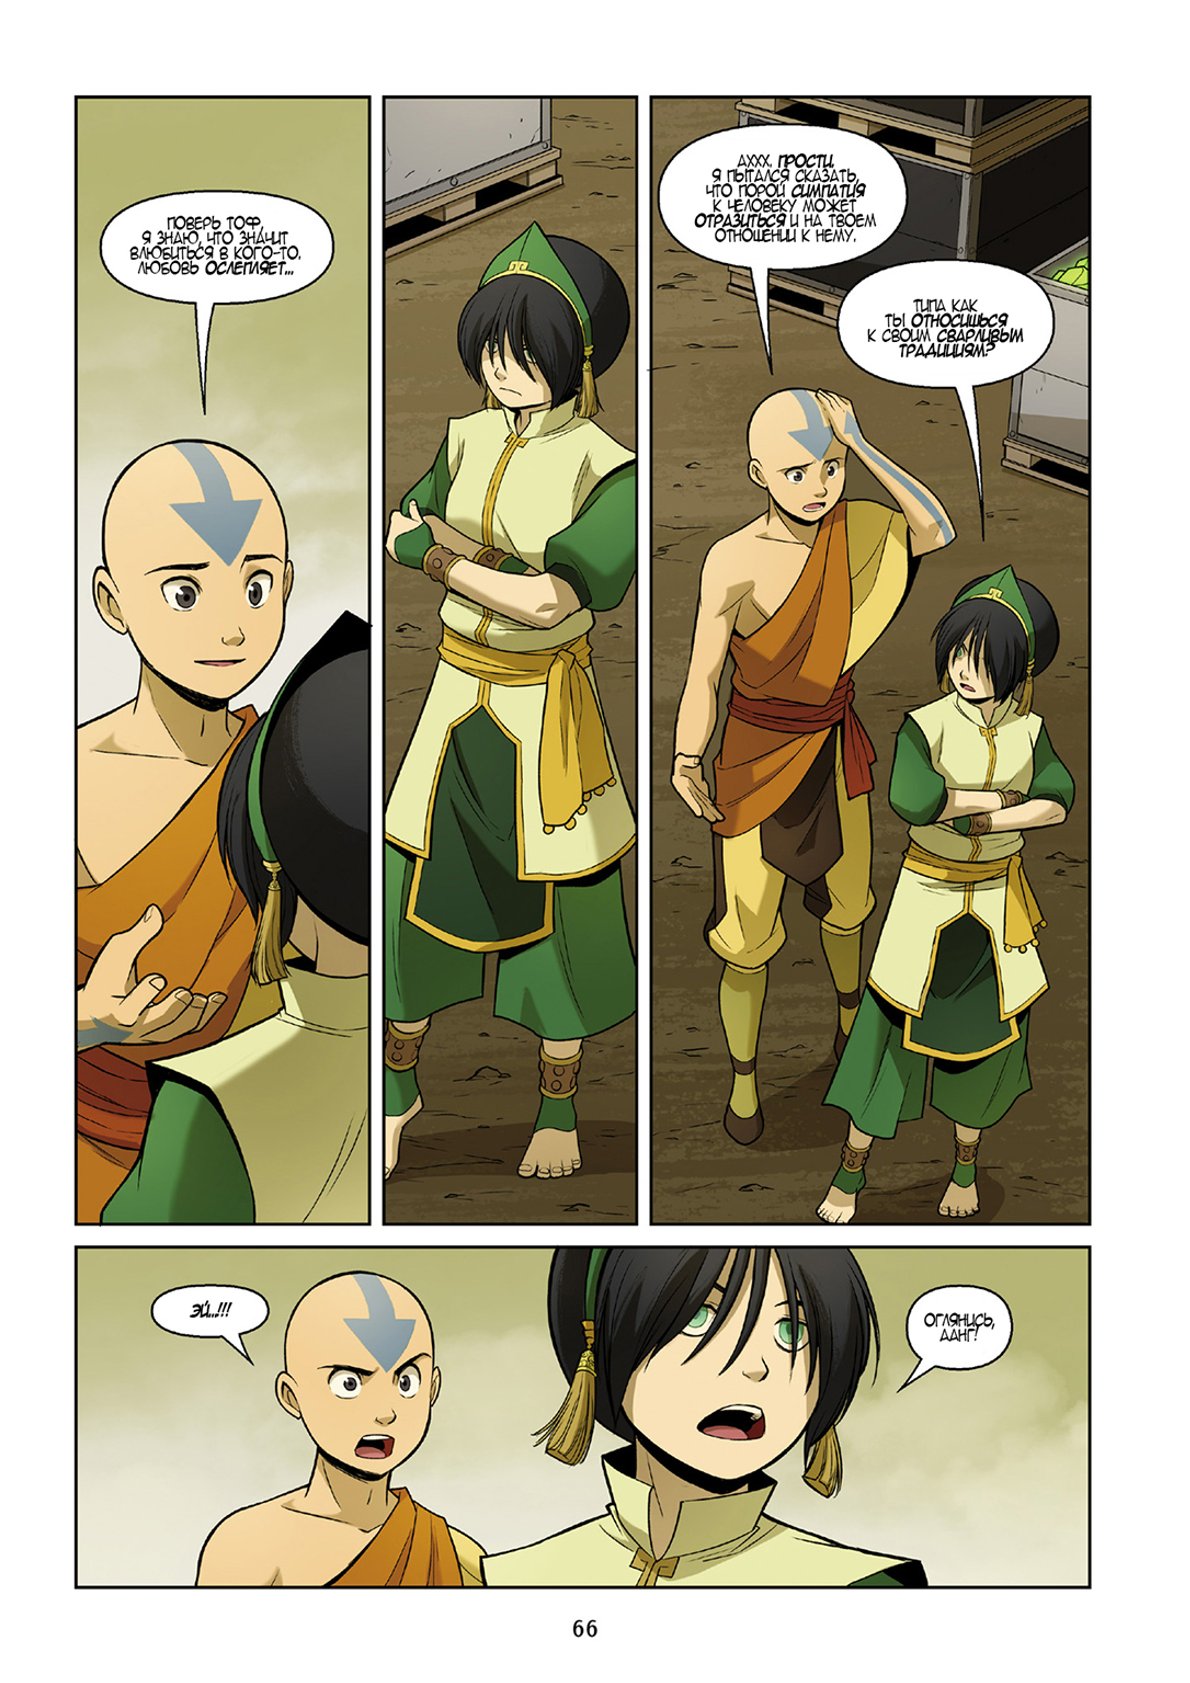 ПОВЕРЬ ТОФ,
Я ЗНАЮ, ЧТО ЗНАЧИТ
ВЛЮБИТЬСЯ В КОГО-ТО.
ЛЮБОВЬ ОСЛЕПЛЯЕТ...
АХХХ. ПРОСТИ.
Я ПЫТАЛСЯ СКАЗАТЬ,
ЧТО ПОРОЙ СИМПАТИЯ
К ЧЕЛОВЕКУ МОЖЕТ
ОТРАЗИТЬСЯ И НА ТВОЕМ
ОТНОШЕНИИ К НЕМУ.
ТИПА КАК
ТЫ ОТНОСИШЬСЯ
К СВОИМ СВАРЛИВЫМ
ТРАДИЦИЯМ?
ЭЙ...!!!
ОГЛЯНИСЬ,
ААНГ!
66